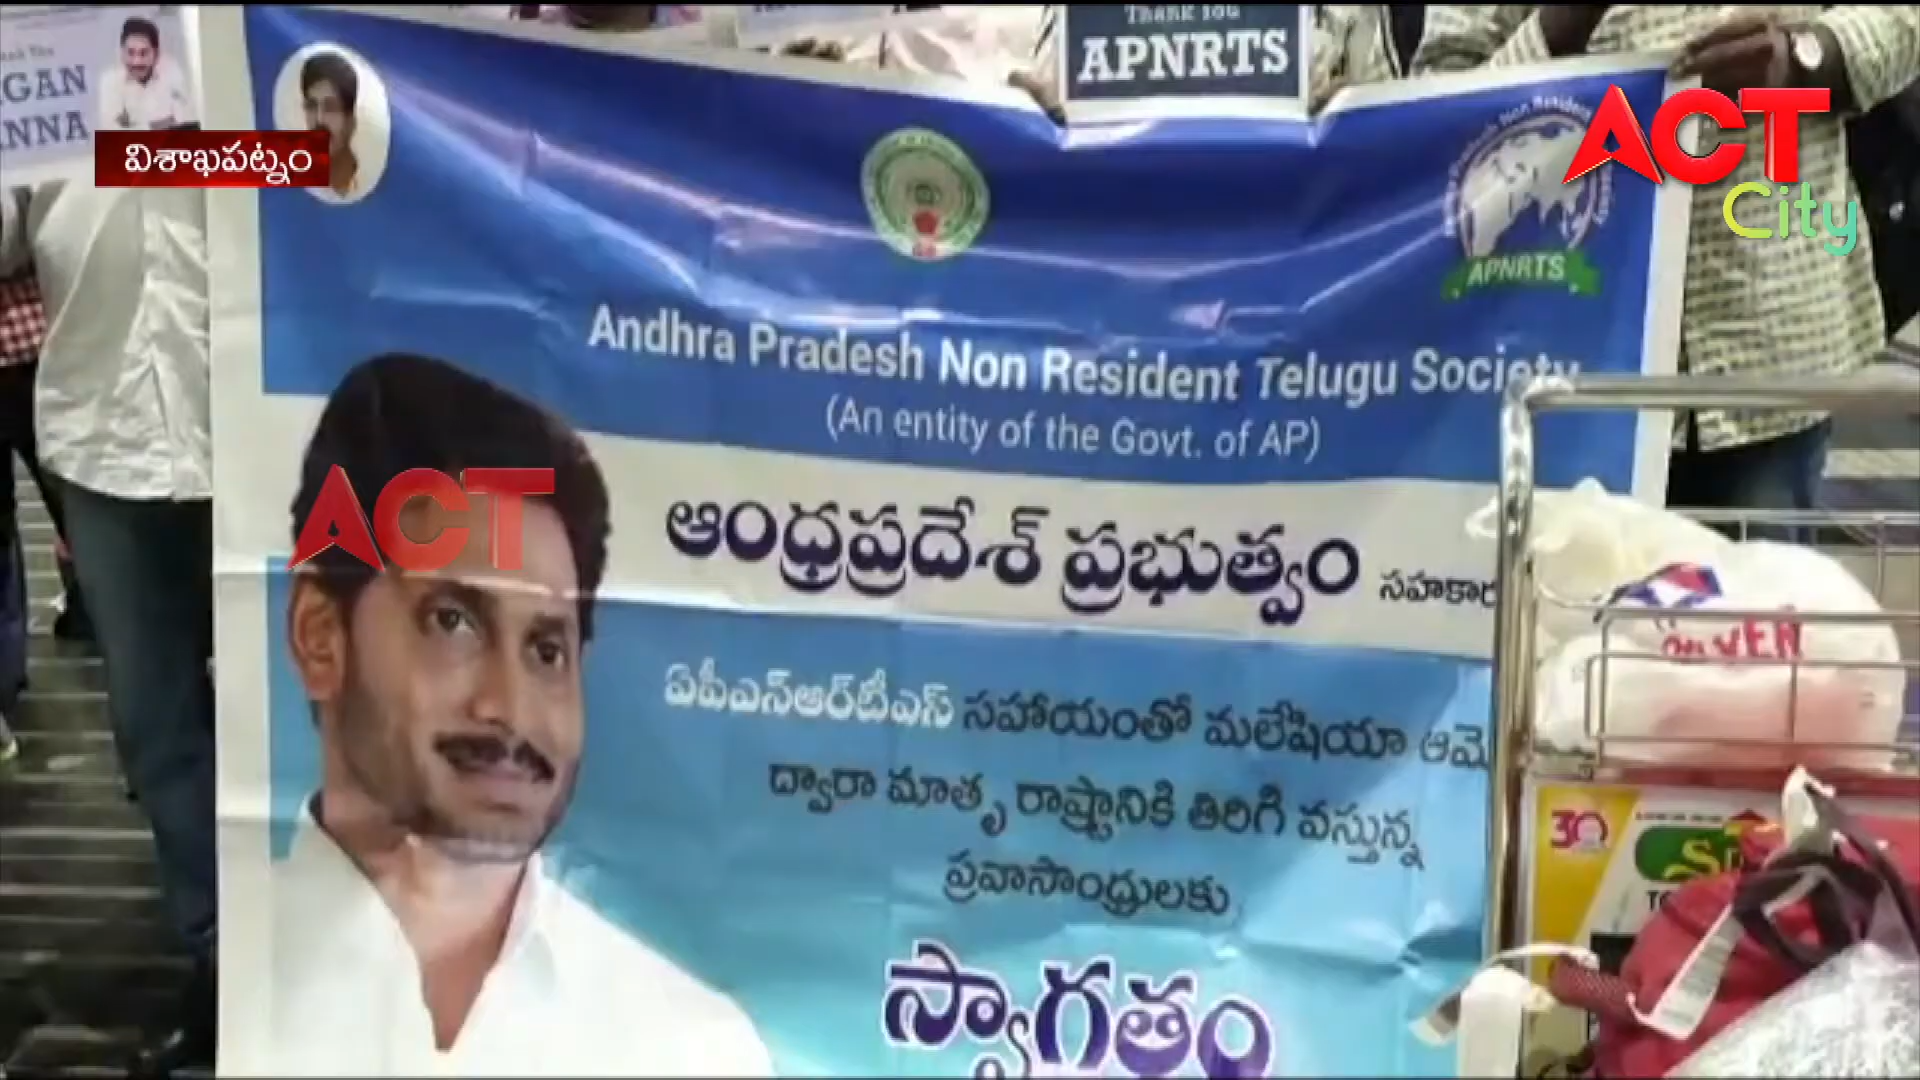 Thank You
APNRTS
విశాఖపట్నం
ACT
City
APNRTS
Andhra Pradesh Non Resident Telugu Society
(An entity of the Govt. of AP)
ACT
ఆంధ్రప్రదేశ్ ప్రభుత్వం
ఏపీఎన్ఆర్‌టీఎస్ సహాయంతో మలేషియా
ద్వారా మాతృ రాష్ట్రానికి తిరిగి వస్తున్న
ప్రవాసాంధ్రులకు
స్వాగతం
30